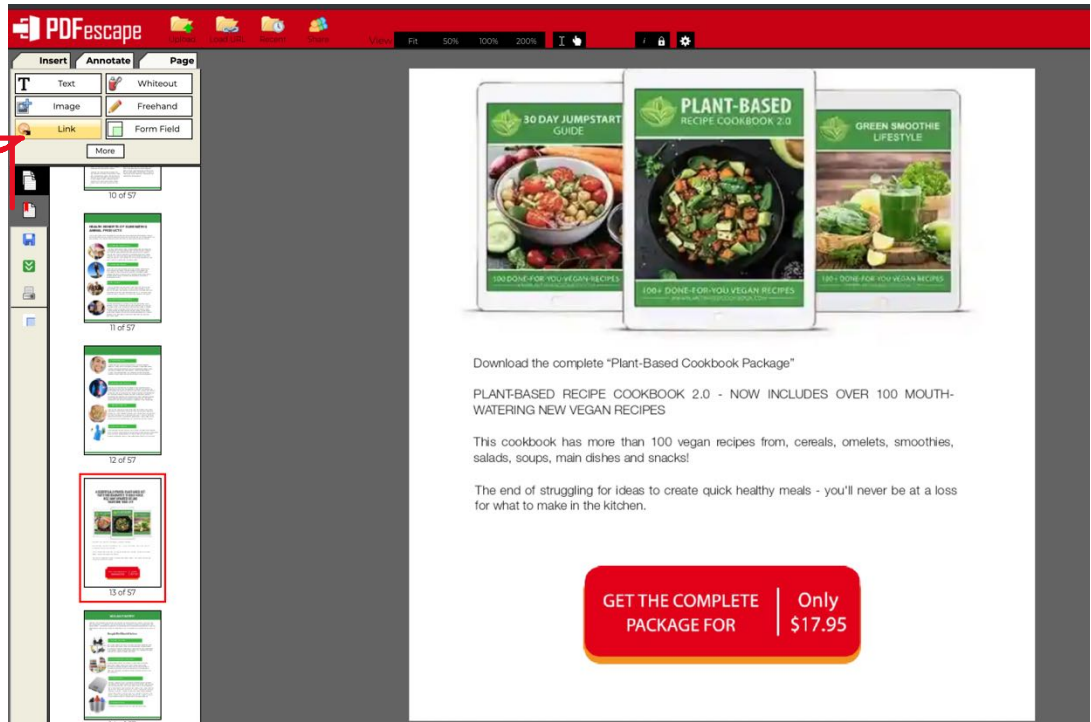 PDFescape
Upload Load URL Recent Share View: Fit 50% 100% 200%
Insert Annotate Page
Text Whiteout
Image Freehand
Link Form Field
More
10 of 57
11 of 57
12 of 57
13 of 57
30 DAY JUMPSTART
GUIDE
100 DONE-FOR-YOU VEGAN RECIPES
PLANT-BASED
RECIPE COOKBOOK 2.0
100+ DONE-FOR-YOU VEGAN RECIPES
GREEN SMOOTHIE
LIFESTYLE
100+ DONE-FOR-YOU VEGAN RECIPES
Download the complete “Plant-Based Cookbook Package”
PLANT-BASED RECIPE COOKBOOK 2.0 - NOW INCLUDES OVER 100 MOUTH-
WATERING NEW VEGAN RECIPES
This cookbook has more than 100 vegan recipes from, cereals, omelets, smoothies,
salads, soups, main dishes and snacks!
The end of struggling for ideas to create quick healthy meals - you'll never be at a loss
for what to make in the kitchen.
GET THE COMPLETE
PACKAGE FOR
Only
$17.95